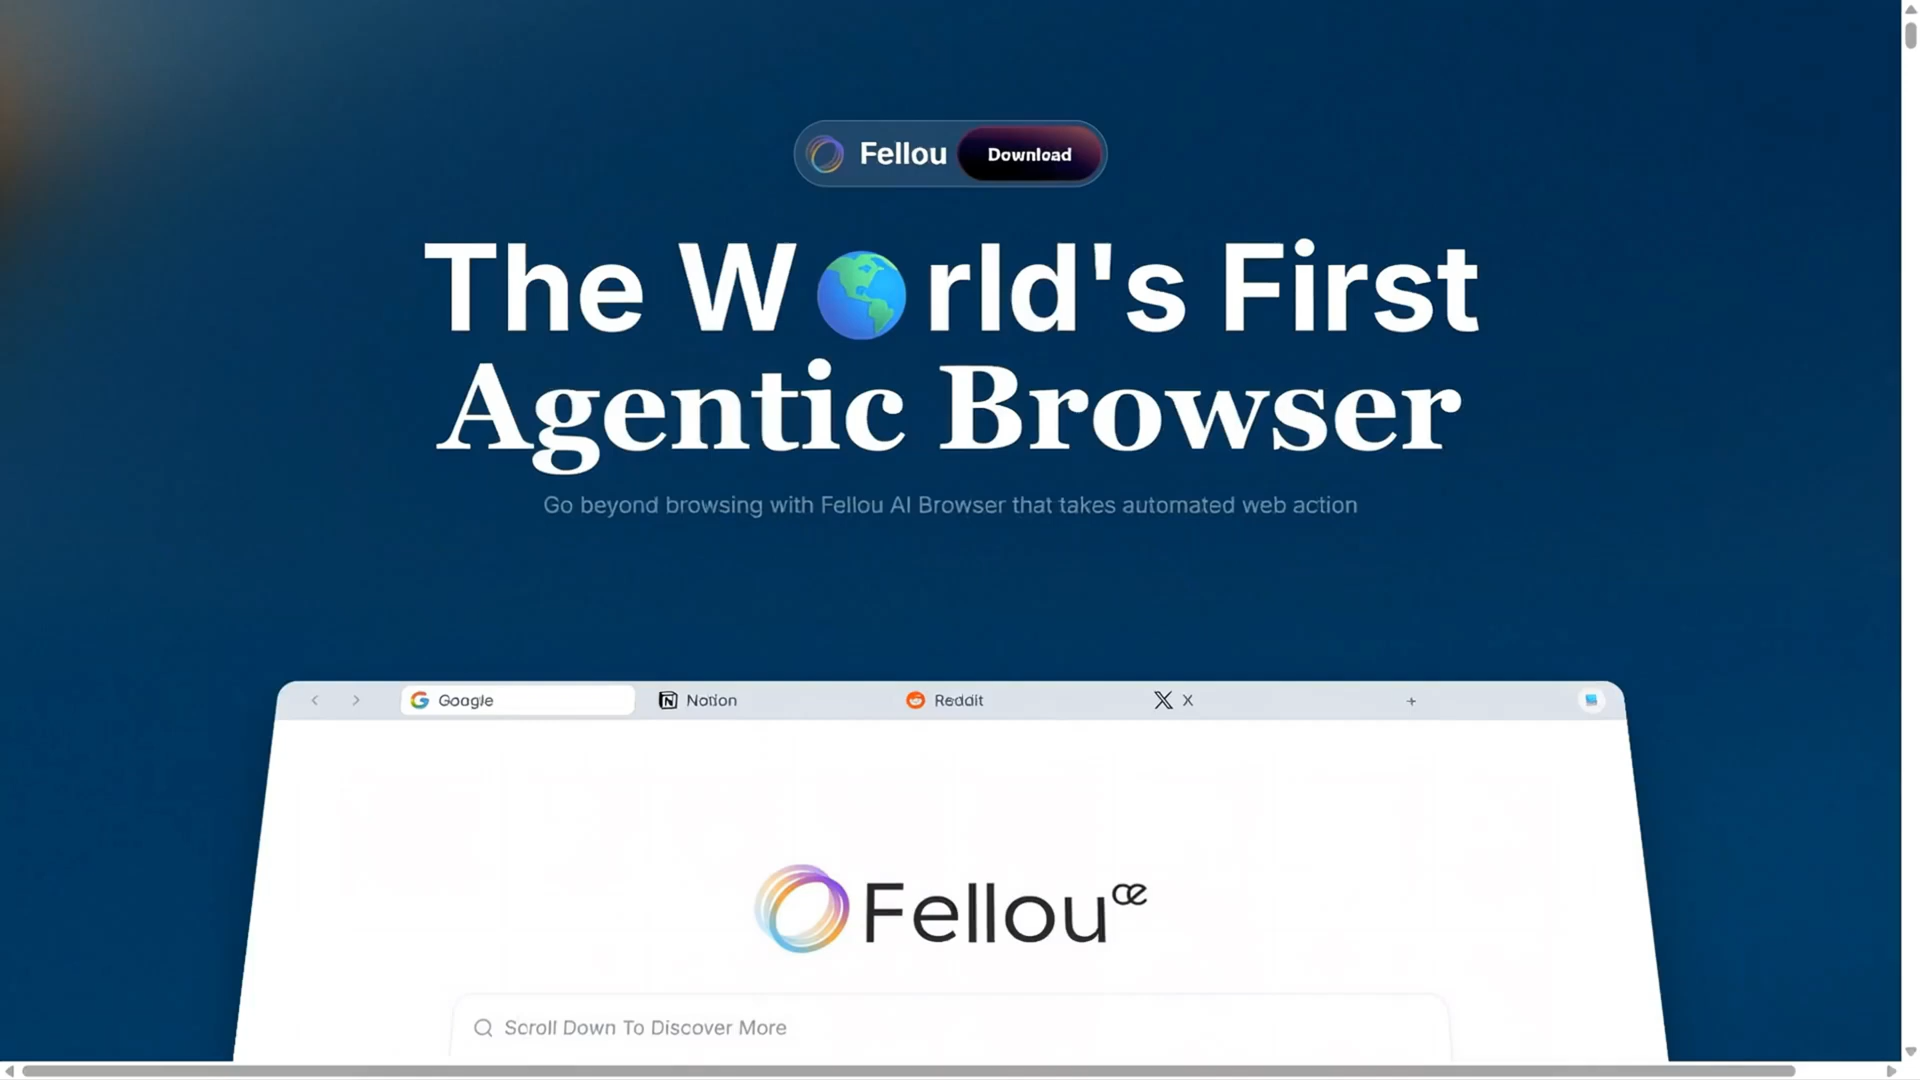 Fellou Download
The W🌎rld's First
Agentic Browser
Go beyond browsing with Fellou AI Browser that takes automated web action
Google Notion Reddit X +
Fellou œ
Scroll Down To Discover More